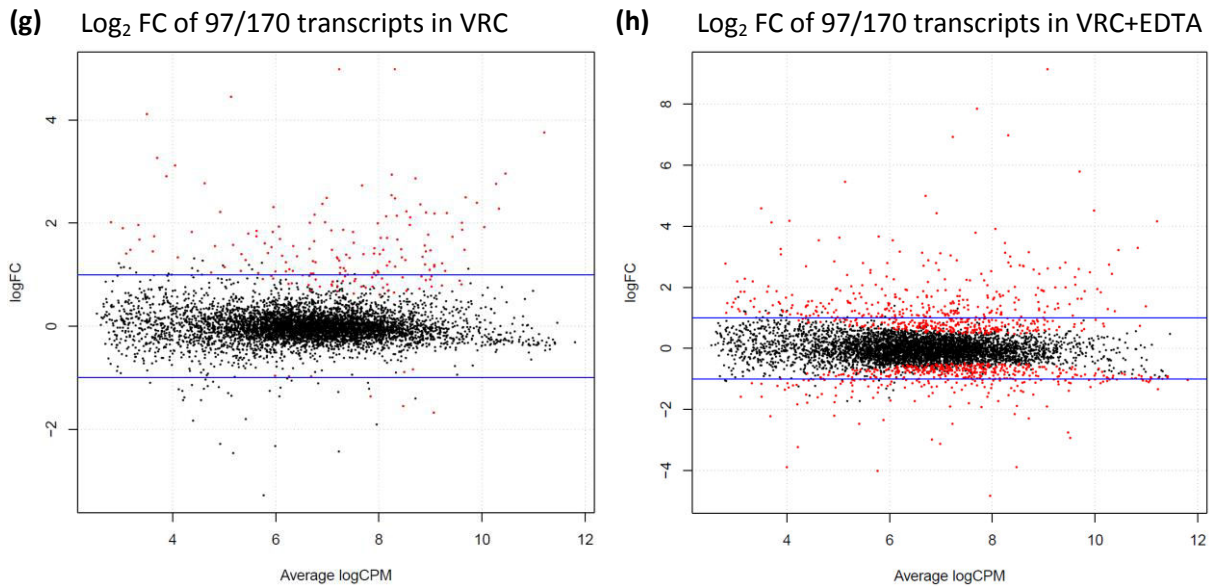 (g) Log₂ FC of 97/170 transcripts in VRC
logFC
4
2
0
-2
4 6 8 10 12
Average logCPM
(h) Log₂ FC of 97/170 transcripts in VRC+EDTA
logFC
8
6
4
2
0
-2
-4
4 6 8 10 12
Average logCPM